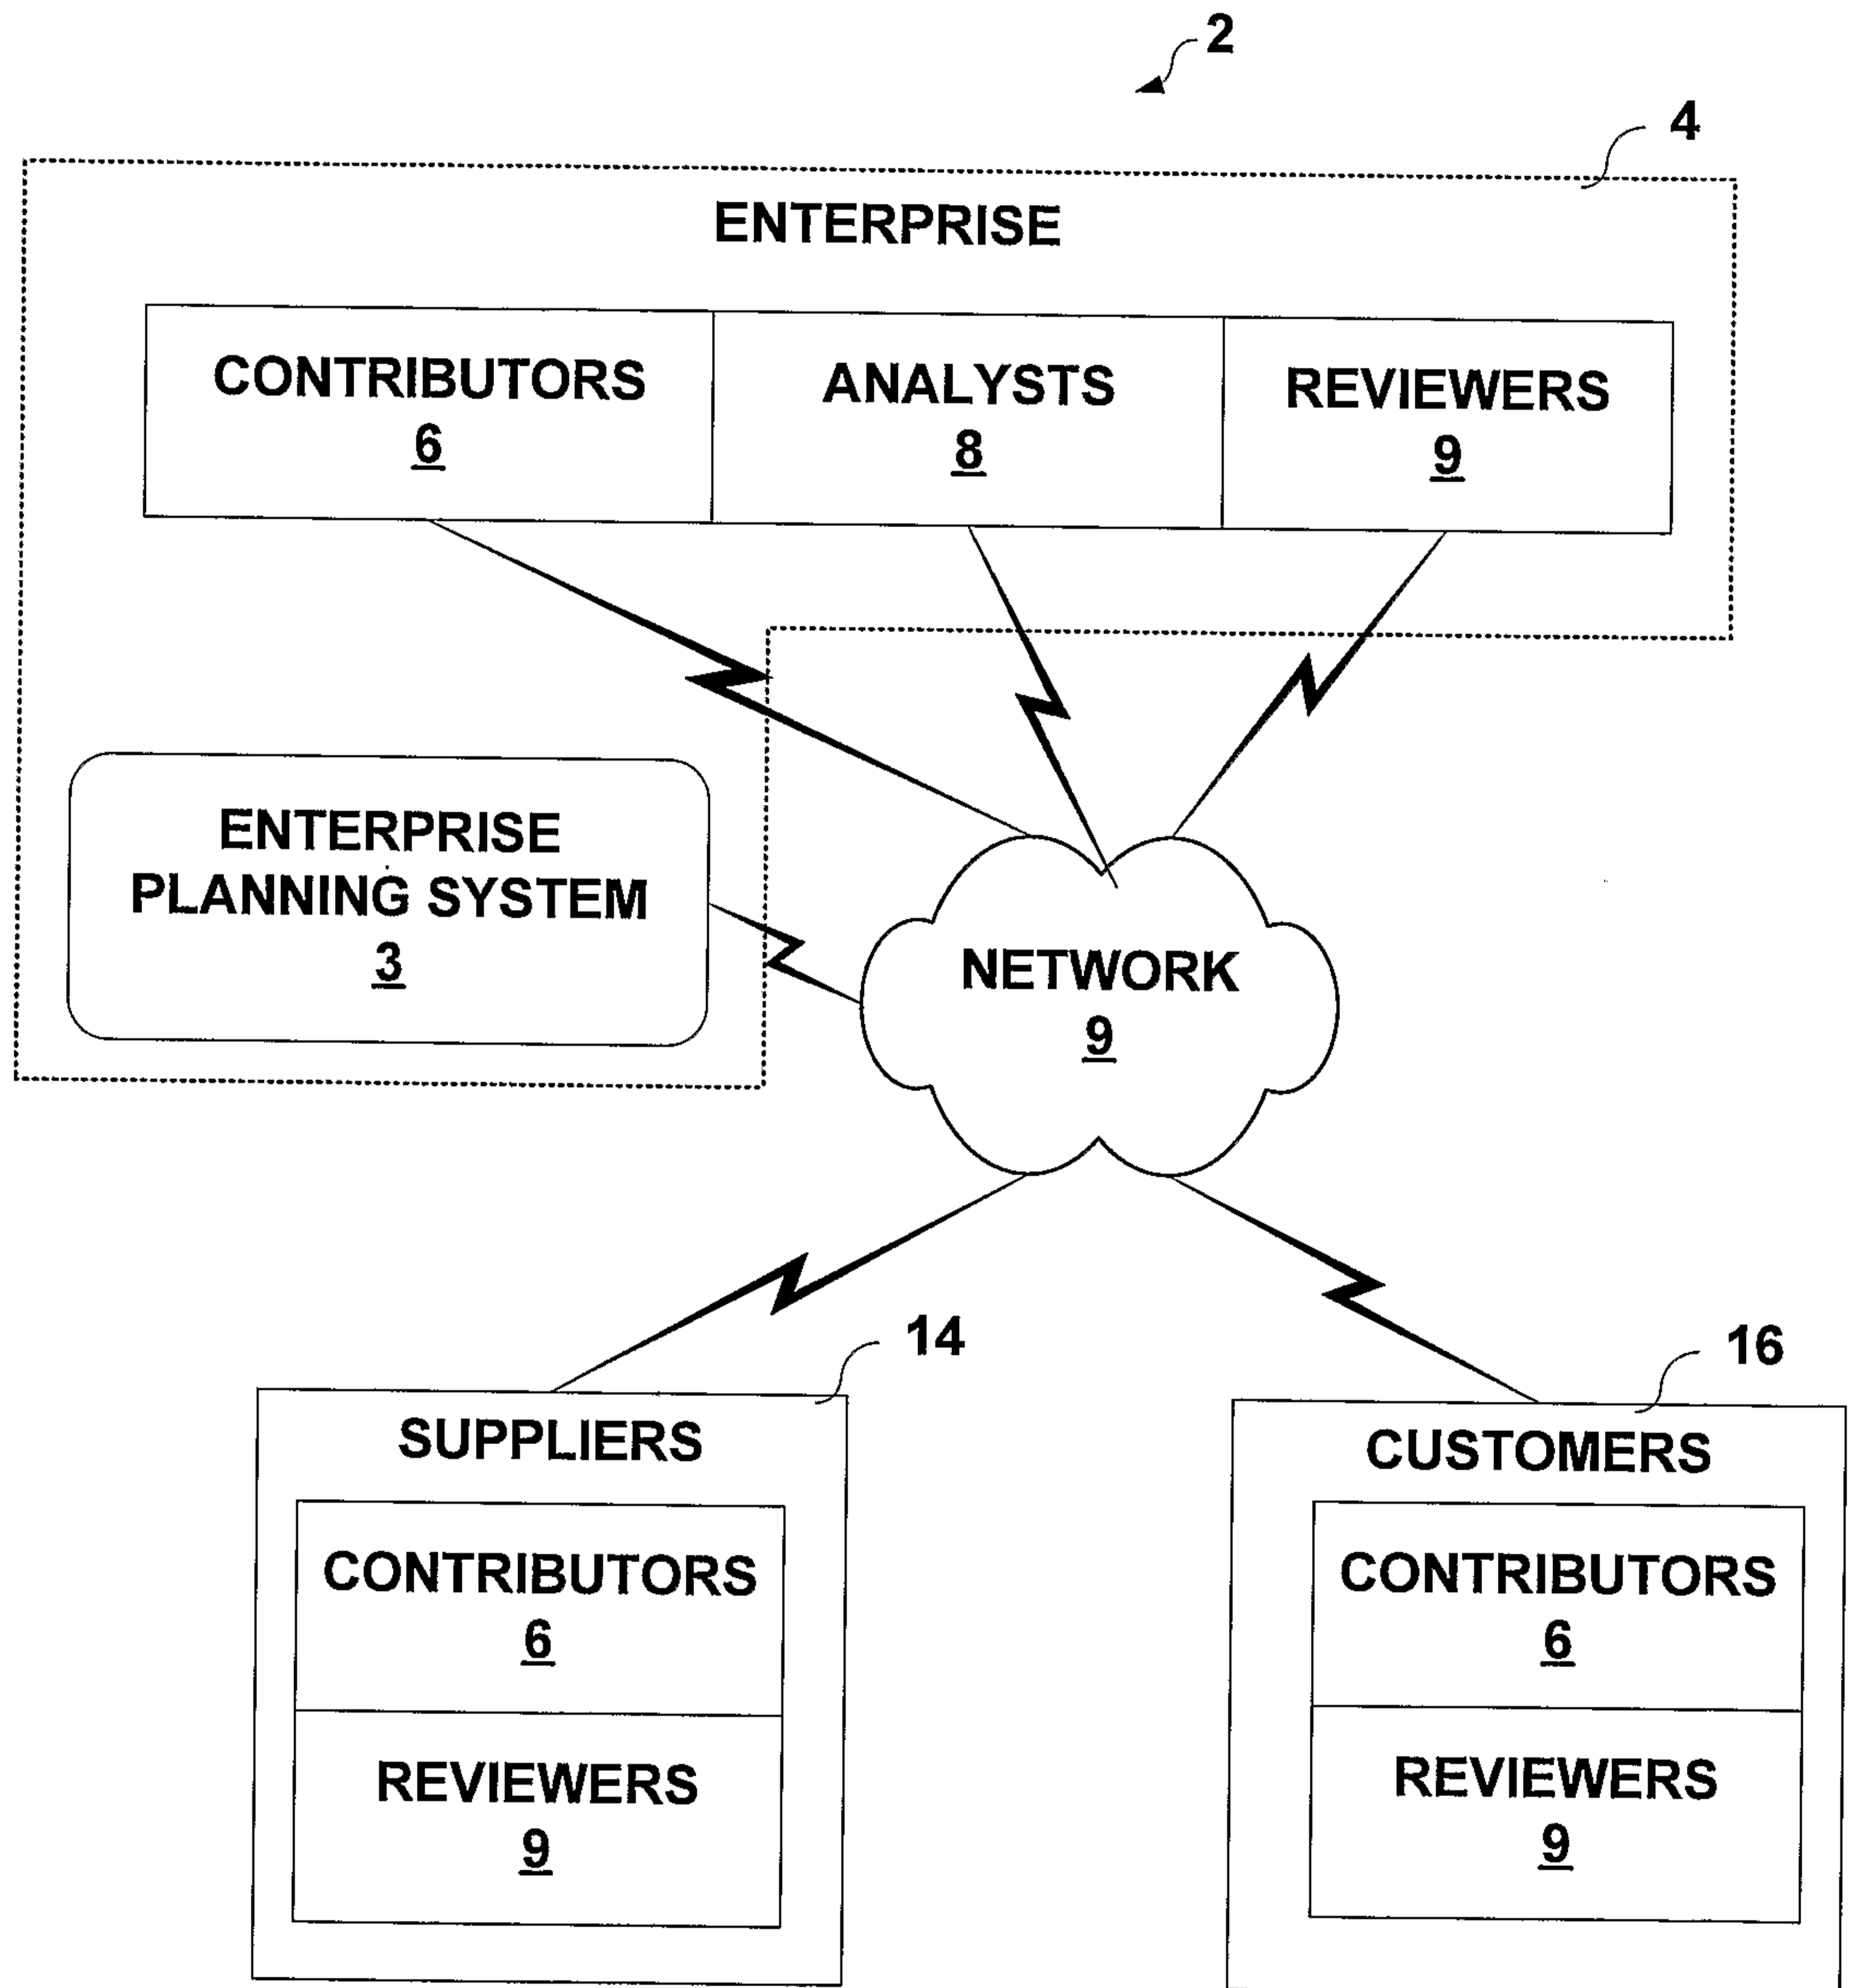 2
4
ENTERPRISE
CONTRIBUTORS
6
ANALYSTS
8
REVIEWERS
9
ENTERPRISE
PLANNING SYSTEM
3
NETWORK
9
14
SUPPLIERS
CONTRIBUTORS
6
REVIEWERS
9
16
CUSTOMERS
CONTRIBUTORS
6
REVIEWERS
9